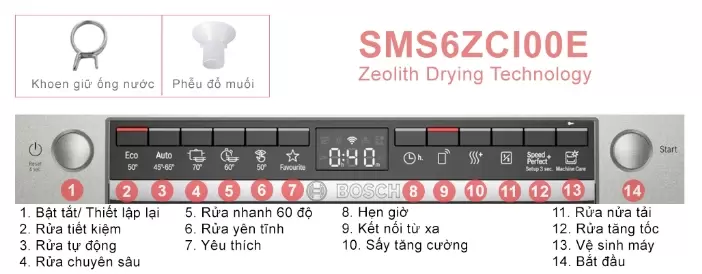 SMS6ZCI00E
Zeolith Drying Technology
Khoen giữ ống nước
Phễu đổ muối
Reset 4 sec
Eco
50°
Auto
45°-65°
70°
60°
50°
Favourite
0:40
h.
Speed Perfect+
Setup 3 sec.
Machine Care
Start
BOSCH
1 2 3 4 5 6 7 8 9 10 11 12 13 14
1. Bật tắt/ Thiết lập lại
2. Rửa tiết kiệm
3. Rửa tự động
4. Rửa chuyên sâu
5. Rửa nhanh 60 độ
6. Rửa yên tĩnh
7. Yêu thích
8. Hẹn giờ
9. Kết nối từ xa
10. Sấy tăng cường
11. Rửa nửa tải
12. Rửa tăng tốc
13. Vệ sinh máy
14. Bắt đầu